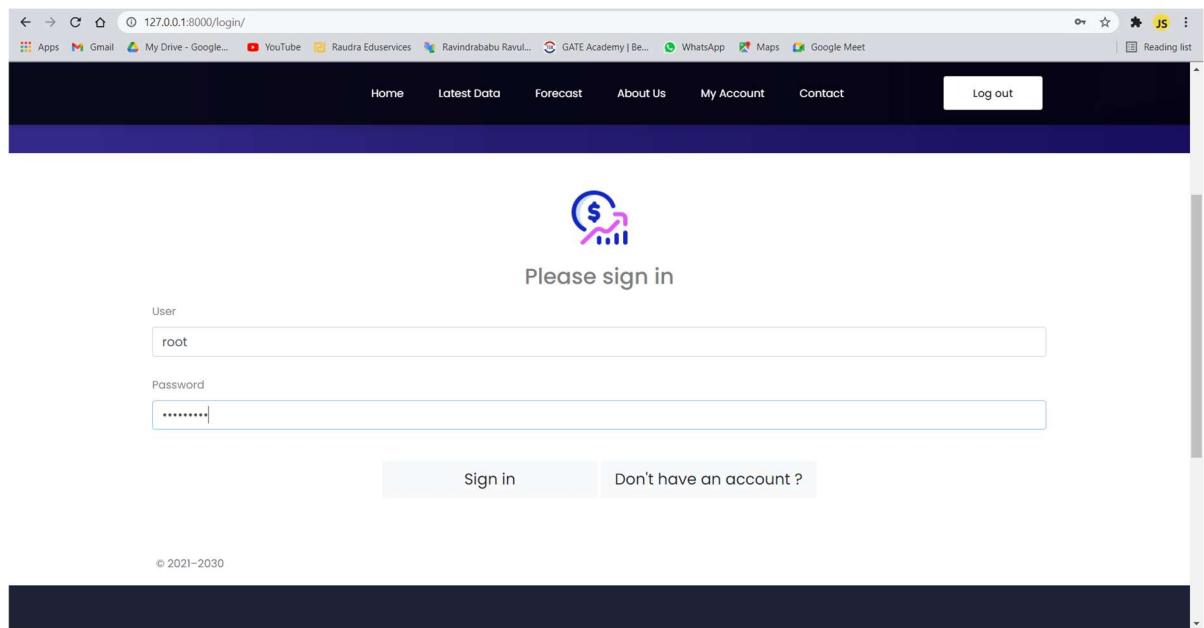 127.0.0.1:8000/login/
JS
Apps Gmail My Drive - Google... YouTube Raudra Eduservices Ravindrababu Ravul... GATE Academy | Be... WhatsApp Maps Google Meet Reading list
Home Latest Data Forecast About Us My Account Contact Log out
$
Please sign in
User
root
Password
•••••••••
Sign in Don't have an account ?
© 2021-2030